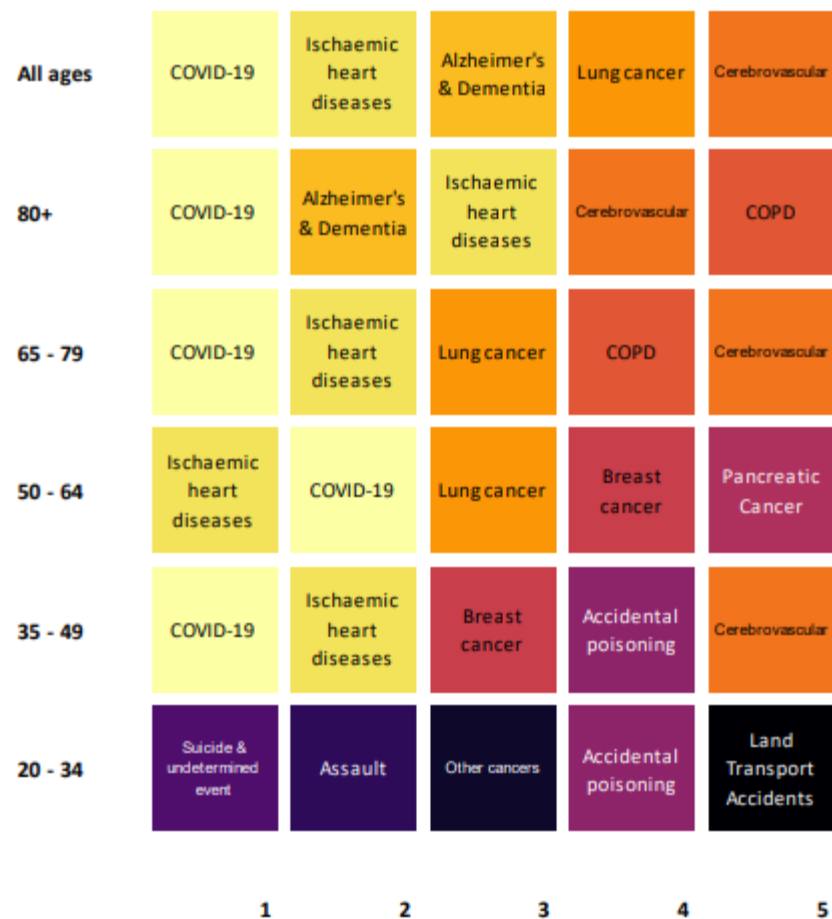 All ages
COVID-19
Ischaemic
heart
diseases
Alzheimer's
& Dementia
Lung cancer
Cerebrovascular
80+
COVID-19
Alzheimer's
& Dementia
Ischaemic
heart
diseases
Cerebrovascular
COPD
65 - 79
COVID-19
Ischaemic
heart
diseases
Lung cancer
COPD
Cerebrovascular
50 - 64
Ischaemic
heart
diseases
COVID-19
Lung cancer
Breast
cancer
Pancreatic
Cancer
35 - 49
COVID-19
Ischaemic
heart
diseases
Breast
cancer
Accidental
poisoning
Cerebrovascular
20 - 34
Suicide &
undetermined
event
Assault
Other cancers
Accidental
poisoning
Land
Transport
Accidents
1
2
3
4
5